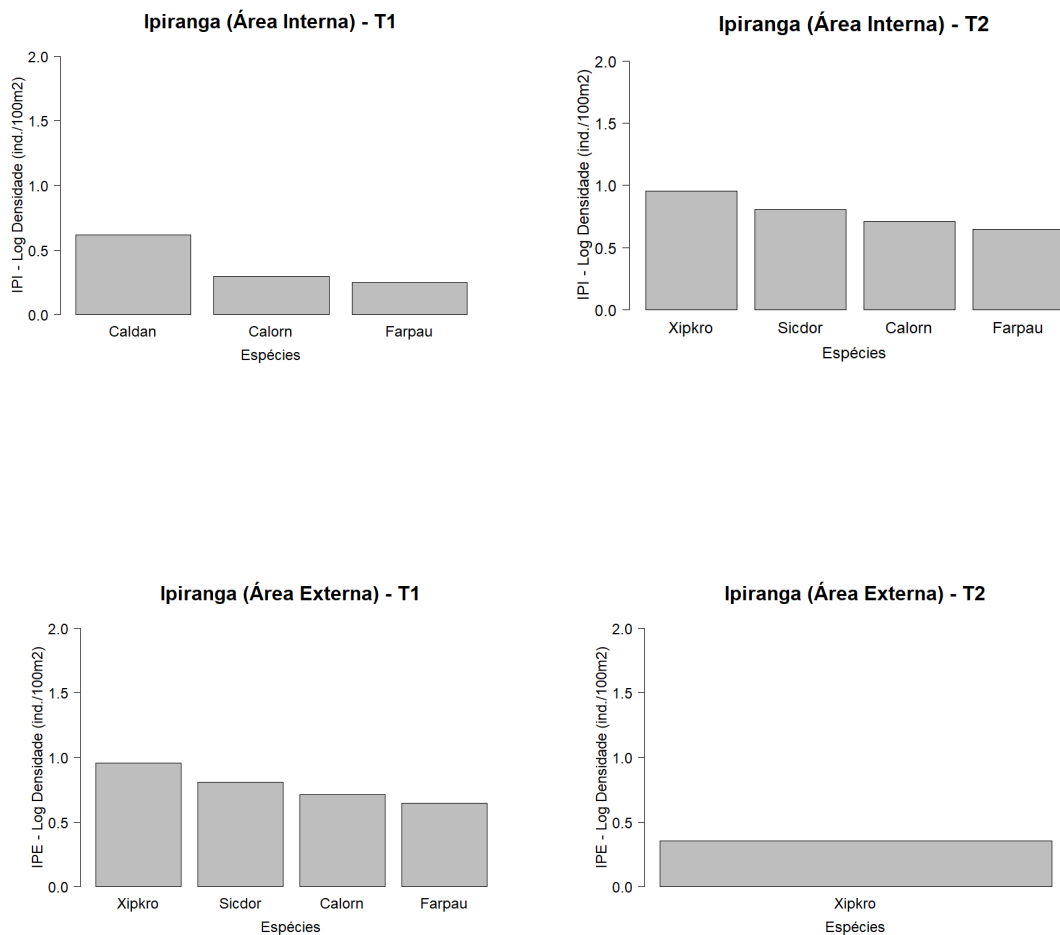 Ipiranga (Área Interna) - T1
IPI - Log Densidade (ind./100m2)
2.0
1.5
1.0
0.5
0.0
Caldan Calorn Farpau
Espécies
Ipiranga (Área Interna) - T2
IPI - Log Densidade (ind./100m2)
2.0
1.5
1.0
0.5
0.0
Xipkro Sicdor Calorn Farpau
Espécies
Ipiranga (Área Externa) - T1
IPE - Log Densidade (ind./100m2)
2.0
1.5
1.0
0.5
0.0
Xipkro Sicdor Calorn Farpau
Espécies
Ipiranga (Área Externa) - T2
IPE - Log Densidade (ind./100m2)
2.0
1.5
1.0
0.5
0.0
Xipkro
Espécies